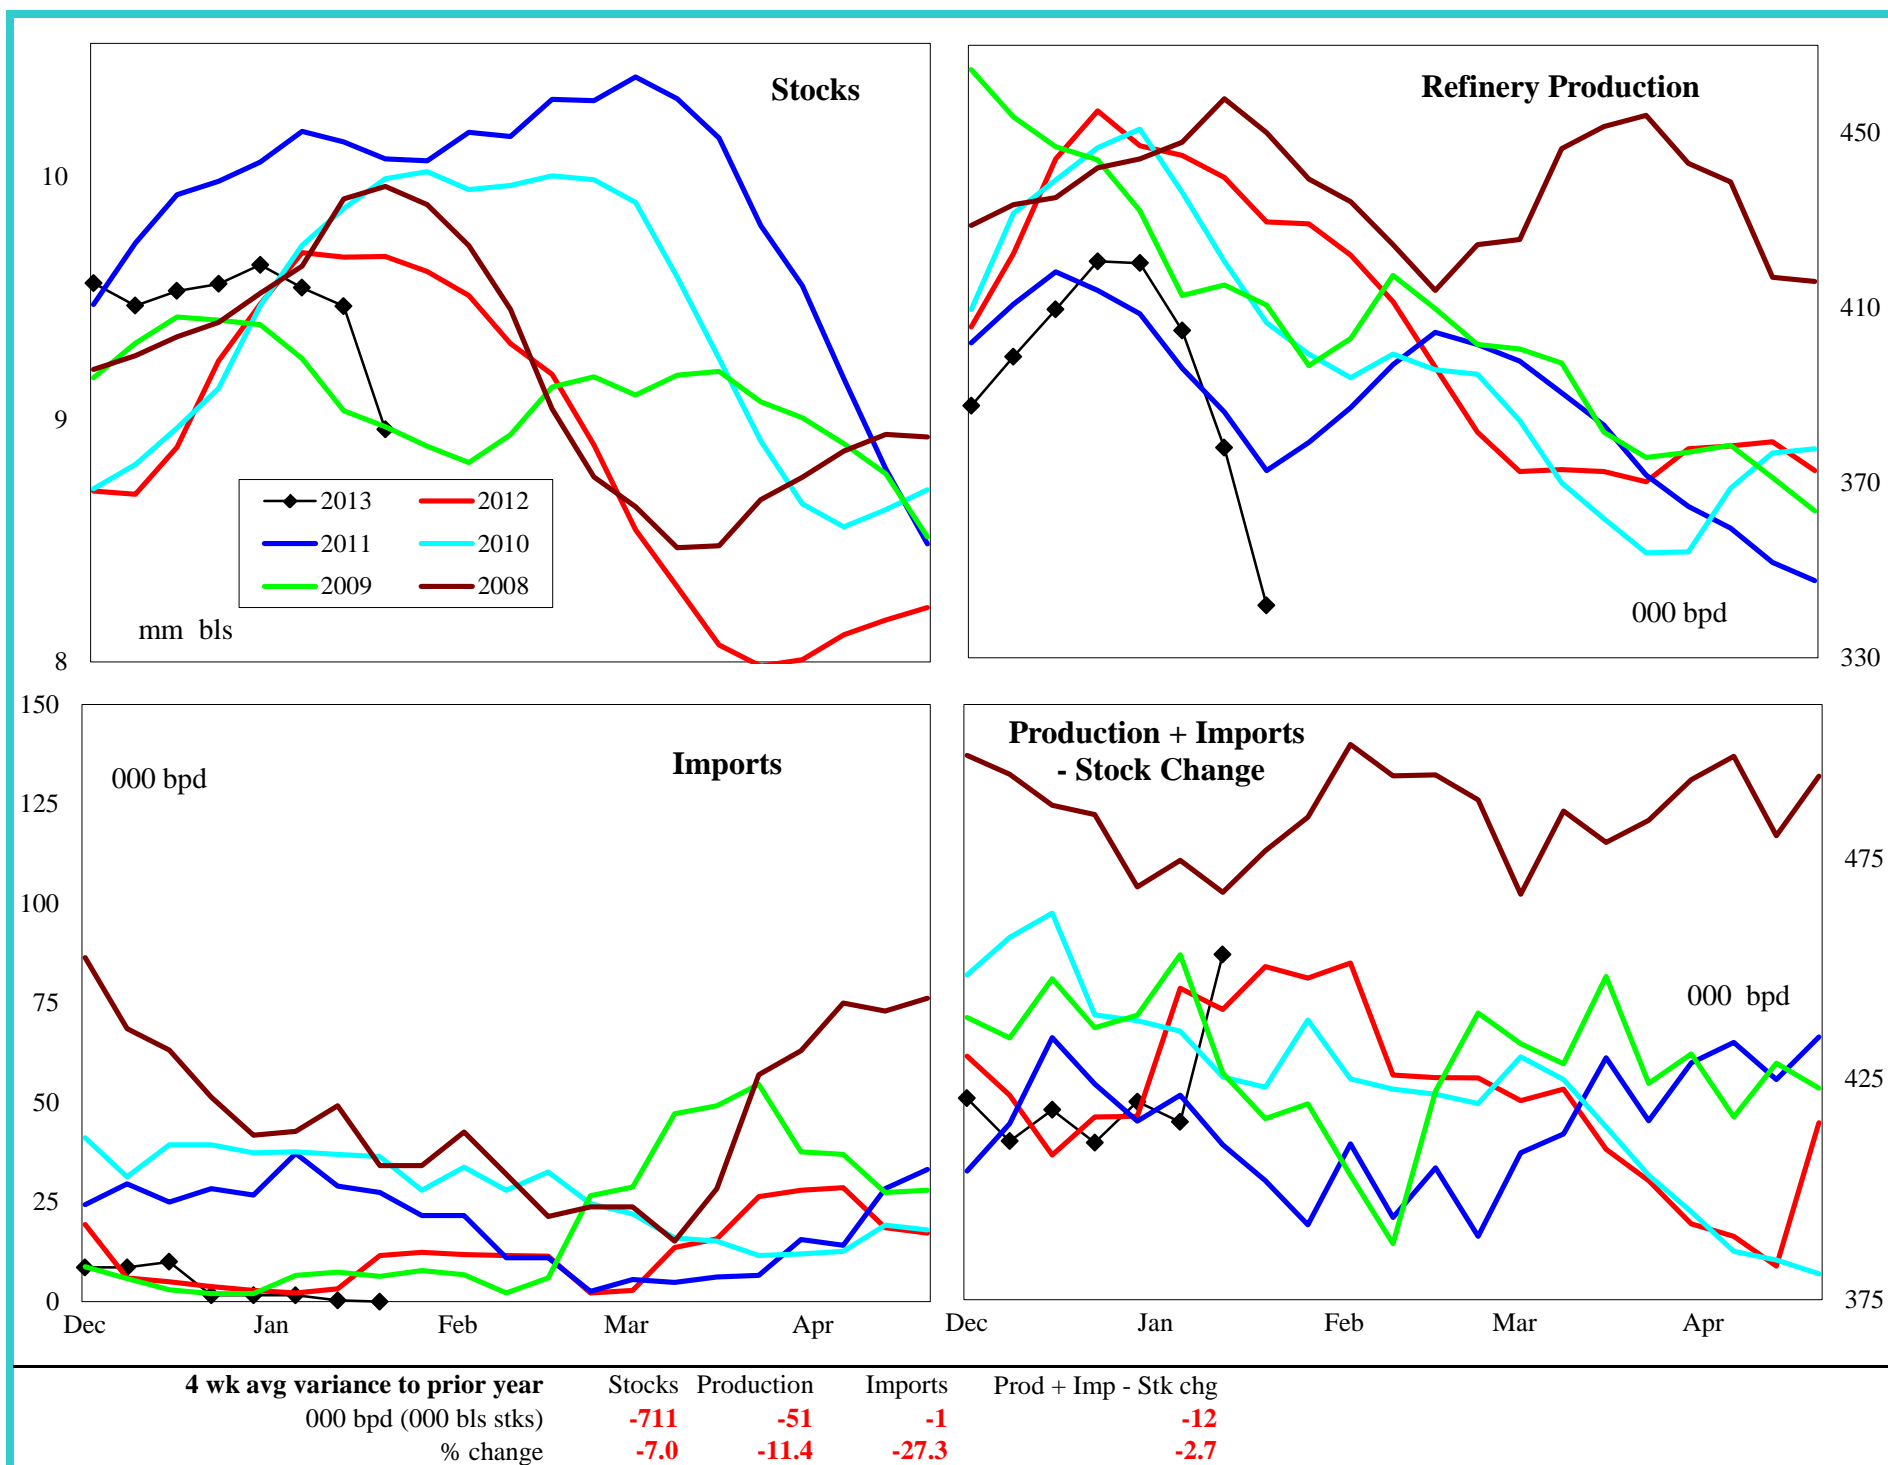 Stocks
10
9
8
2013 2012
2011 2010
2009 2008
mm bls
Refinery Production
450
410
370
330
000 bpd
Imports
000 bpd
150
125
100
75
50
25
0
Dec Jan Feb Mar Apr
Production + Imports
- Stock Change
000 bpd
475
425
375
Dec Jan Feb Mar Apr
4 wk avg variance to prior year Stocks Production Imports Prod + Imp - Stk chg
000 bpd (000 bls stks) -711 -51 -1 -12
% change -7.0 -11.4 -27.3 -2.7